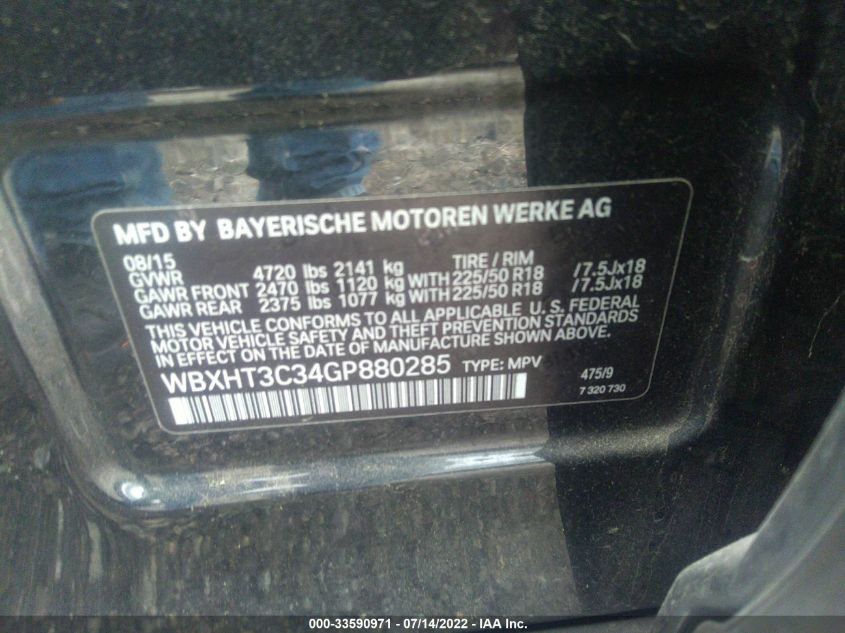 MFD BY BAYERISCHE MOTOREN WERKE AG
08/15 TIRE / RIM
GVWR 4720 lbs 2141 kg
GAWR FRONT 2470 lbs 1120 kg WITH 225/50 R18 /7.5Jx18
GAWR REAR 2375 lbs 1077 kg WITH 225/50 R18 /7.5Jx18
THIS VEHICLE CONFORMS TO ALL APPLICABLE U. S. FEDERAL
MOTOR VEHICLE SAFETY AND THEFT PREVENTION STANDARDS
IN EFFECT ON THE DATE OF MANUFACTURE SHOWN ABOVE.
WBXHT3C34GP880285 TYPE: MPV 475/9
7 320 730
000-33590971 / 07/14/2022 - IAA, Inc.